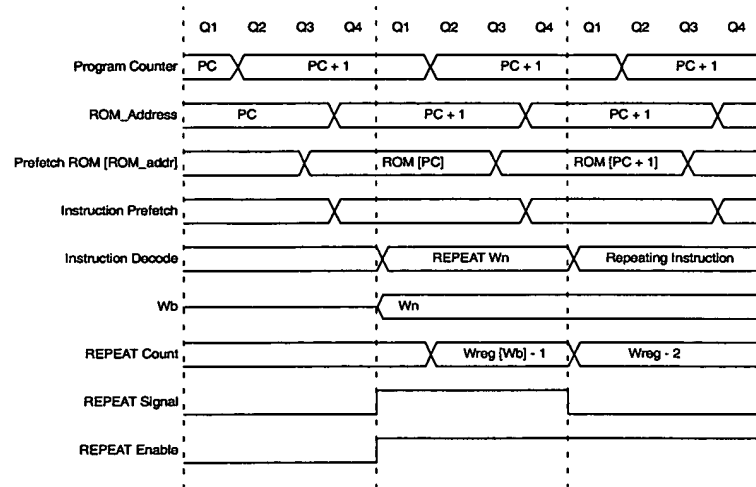 Q1 Q2 Q3 Q4 Q1 Q2 Q3 Q4 Q1 Q2 Q3 Q4
Program Counter PC PC + 1 PC + 1 PC + 1
ROM_Address PC PC + 1 PC + 1
Prefetch ROM [ROM_addr] ROM [PC] ROM [PC + 1]
Instruction Prefetch
Instruction Decode REPEAT Wn Repeating Instruction
Wb Wn
REPEAT Count Wreg [Wb] - 1 Wreg - 2
REPEAT Signal
REPEAT Enable